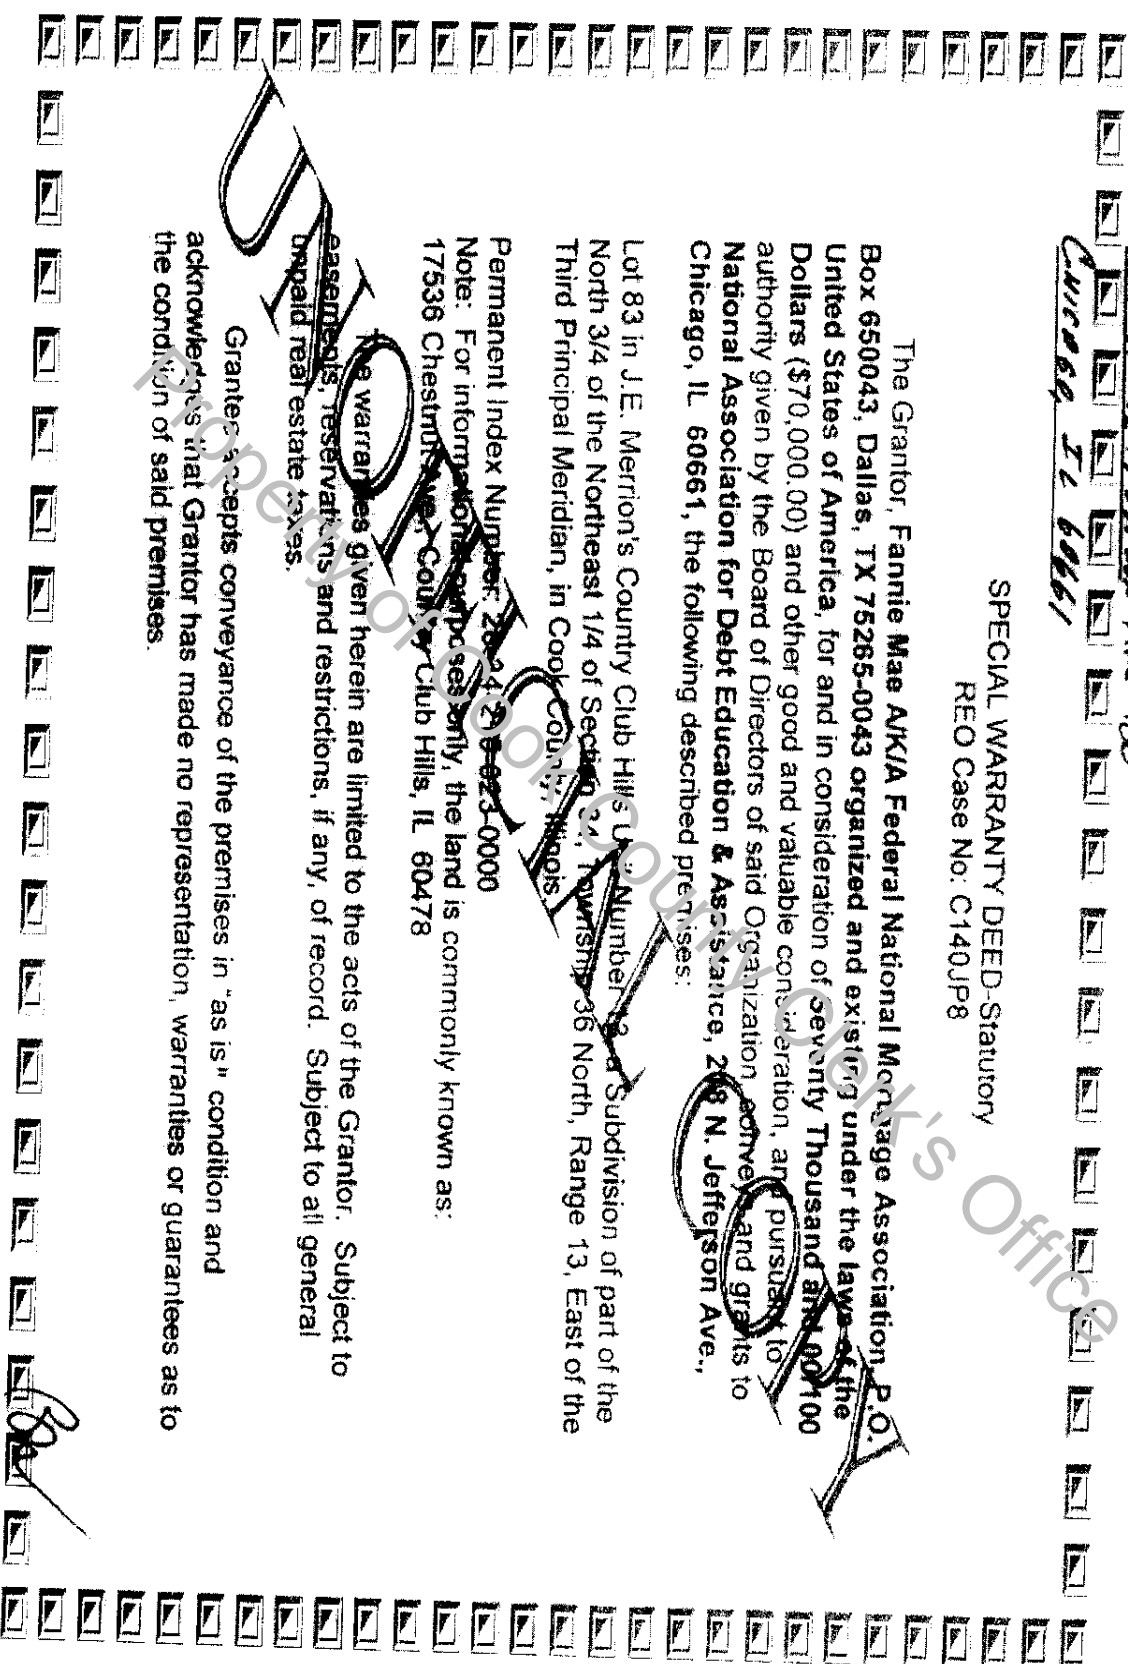 CHICAGO, IL 60661
SPECIAL WARRANTY DEED-Statutory
REO Case No: C140JP8
The Grantor, Fannie Mae A/K/A Federal National Mortgage Association, P.O.
Box 650043, Dallas, TX 75265-0043 organized and existing under the laws of the
United States of America, for and in consideration of Seventy Thousand and 00/100
Dollars ($70,000.00) and other good and valuable consideration, and pursuant to
authority given by the Board of Directors of said Organization, conveys and grants to
National Association for Debt Education & Assistance, N. Jefferson Ave.,
Chicago, IL 60661, the following described premises:
Lot 83 in J.E. Merrion's Country Club Hills Number a Subdivision of part of the
North 3/4 of the Northeast 1/4 of Section 34, Township 36 North, Range 13, East of the
Third Principal Meridian, in Cook County, Illinois
Permanent Index Number:
Note: For informational purposes only, the land is commonly known as:
17536 Chestnut Ave, Country Club Hills, IL 60478
The warranties given herein are limited to the acts of the Grantor. Subject to
easements, reservations and restrictions, if any, of record. Subject to all general
unpaid real estate taxes.
Grantee accepts conveyance of the premises in "as is" condition and
acknowledges that Grantor has made no representation, warranties or guarantees as to
the condition of said premises.
UNOFFICIAL COPY
Property of Cook County Clerk's Office